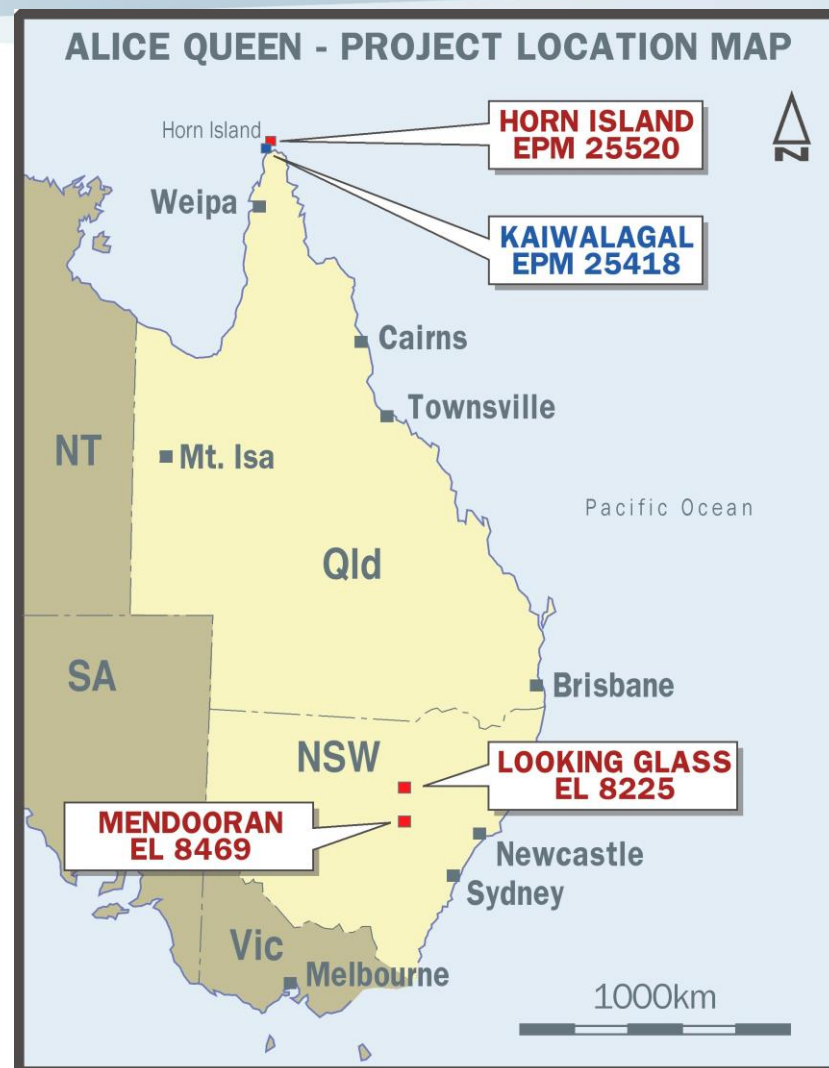 ALICE QUEEN - PROJECT LOCATION MAP
Horn Island
HORN ISLAND
EPM 25520
N
Weipa
KAIWALAGAL
EPM 25418
Cairns
Townsville
NT
Mt. Isa
Pacific Ocean
Qld
SA
Brisbane
NSW
LOOKING GLASS
EL 8225
MENDOORAN
EL 8469
Newcastle
Sydney
Vic
Melbourne
1000km